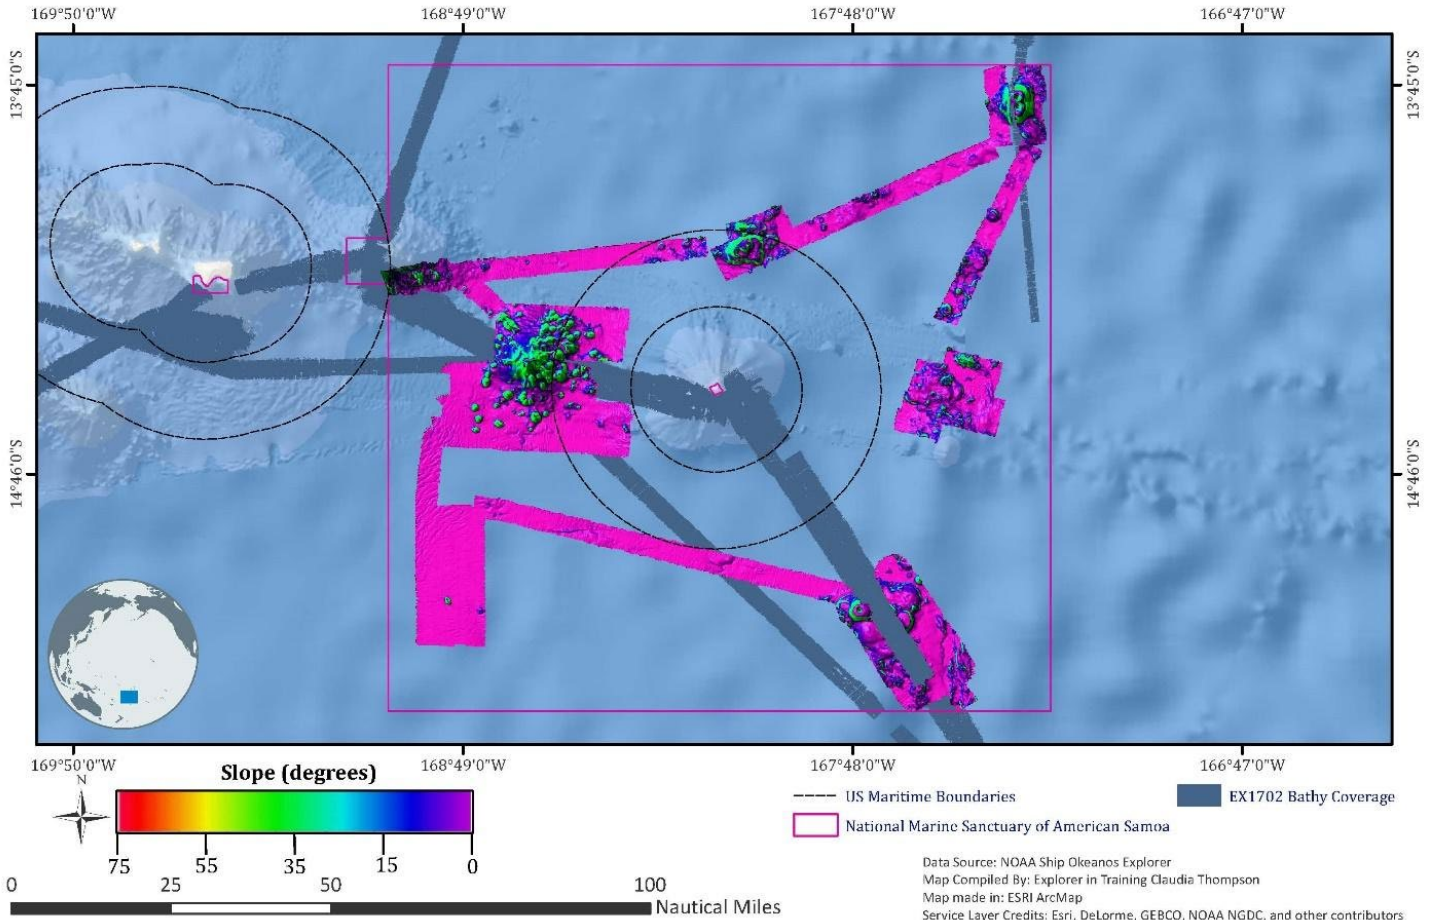 169°50'0"W 168°49'0"W 167°48'0"W 166°47'0"W
13°45'0"S 13°45'0"S
14°46'0"S 14°46'0"S
169°50'0"W 168°49'0"W 167°48'0"W 166°47'0"W
N
Slope (degrees)
75 55 35 15 0
0 25 50 100
Nautical Miles
US Maritime Boundaries
EX1702 Bathy Coverage
National Marine Sanctuary of American Samoa
Data Source: NOAA Ship Okeanos Explorer
Map Compiled By: Explorer in Training Claudia Thompson
Map made in: ESRI ArcMap
Service Layer Credits: Esri, DeLorme, GEBCO, NOAA NGDC, and other contributors